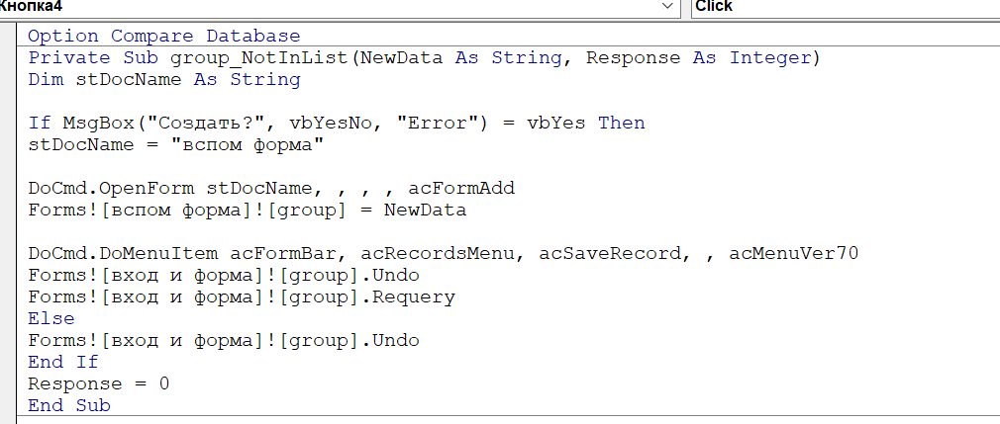 Кнопка4
Click
Option Compare Database
Private Sub group_NotInList(NewData As String, Response As Integer)
Dim stDocName As String
If MsgBox("Создать?", vbYesNo, "Error") = vbYes Then
stDocName = "вспом форма"
DoCmd.OpenForm stDocName, , , , acFormAdd
Forms![вспом форма]![group] = NewData
DoCmd.DoMenuItem acFormBar, acRecordsMenu, acSaveRecord, , acMenuVer70
Forms![вход и форма]![group].Undo
Forms![вход и форма]![group].Requery
Else
Forms![вход и форма]![group].Undo
End If
Response = 0
End Sub